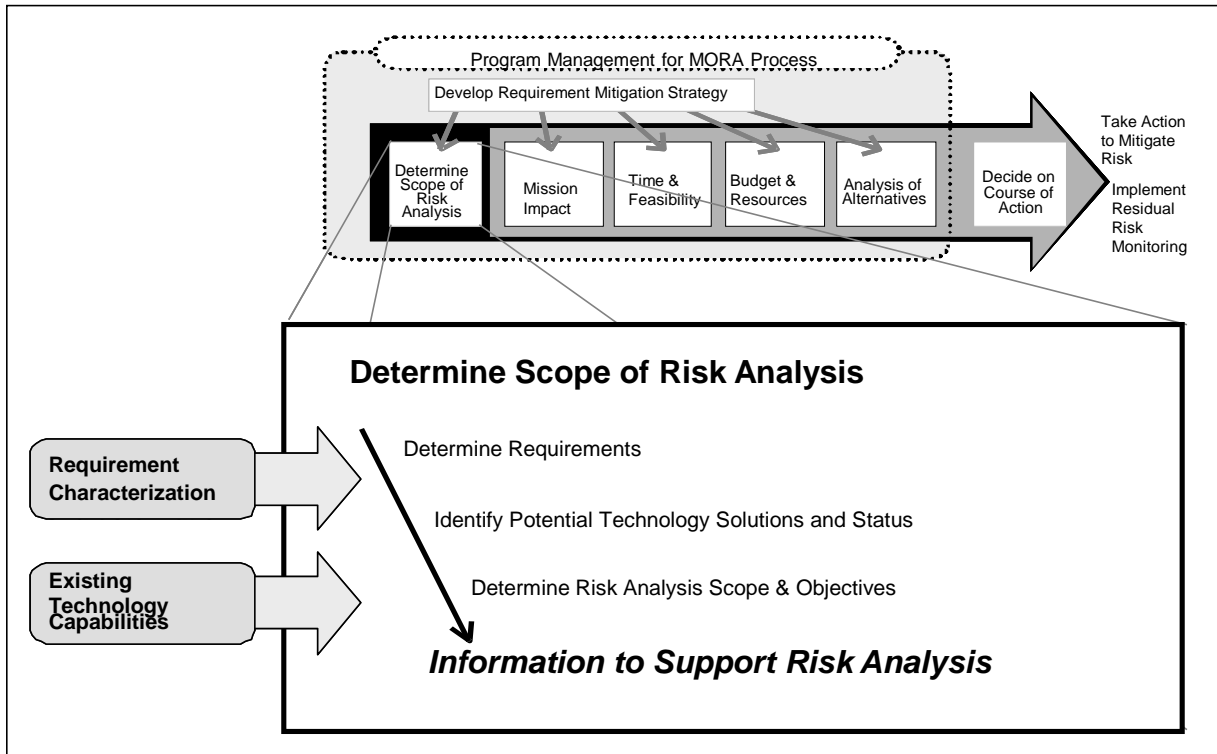 Program Management for MORA Process
Develop Requirement Mitigation Strategy
Determine
Scope of
Risk
Analysis
Mission
Impact
Time &
Feasibility
Budget &
Resources
Analysis of
Alternatives
Decide on
Course of
Action
Take Action
to Mitigate
Risk
Implement
Residual
Risk
Monitoring
Determine Scope of Risk Analysis
Requirement
Characterization
Existing
Technology
Capabilities
Determine Requirements
Identify Potential Technology Solutions and Status
Determine Risk Analysis Scope & Objectives
Information to Support Risk Analysis